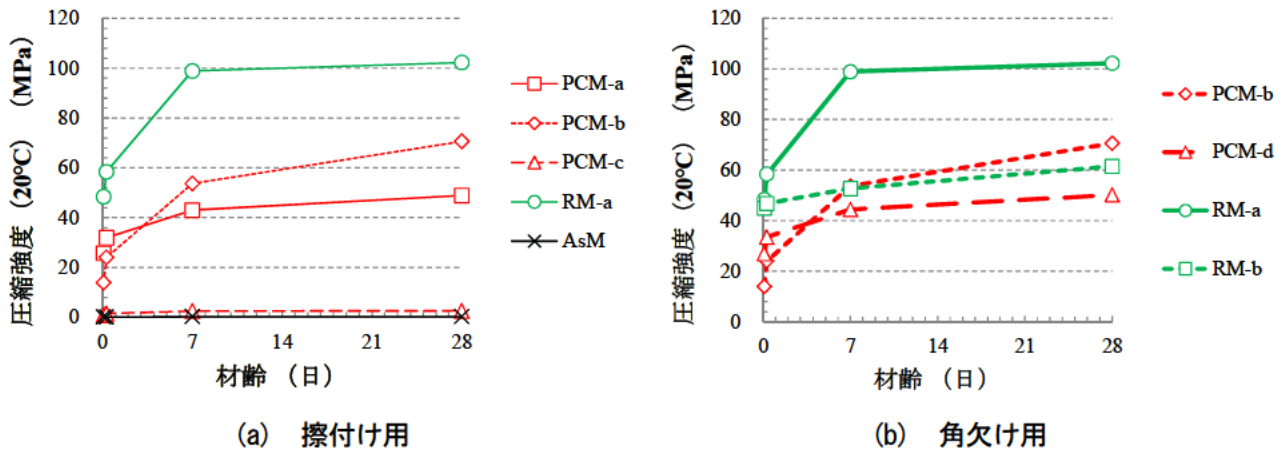 圧縮強度（20℃）（MPa）
120
100
80
60
40
20
0
0 7 14 21 28
材齢 （日）
PCM-a
PCM-b
PCM-c
RM-a
AsM
(a) 擦付け用
圧縮強度（20℃）（MPa）
120
100
80
60
40
20
0
0 7 14 21 28
材齢 （日）
PCM-b
PCM-d
RM-a
RM-b
(b) 角欠け用